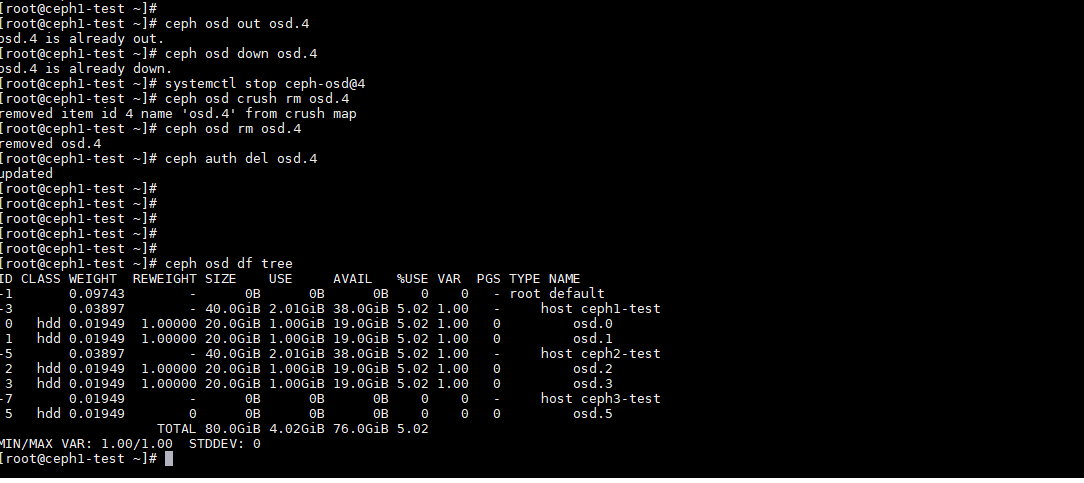 [root@ceph1-test ~]#
[root@ceph1-test ~]# ceph osd out osd.4
osd.4 is already out.
[root@ceph1-test ~]# ceph osd down osd.4
osd.4 is already down.
[root@ceph1-test ~]# systemctl stop ceph-osd@4
[root@ceph1-test ~]# ceph osd crush rm osd.4
removed item id 4 name 'osd.4' from crush map
[root@ceph1-test ~]# ceph osd rm osd.4
removed osd.4
[root@ceph1-test ~]# ceph auth del osd.4
updated
[root@ceph1-test ~]#
[root@ceph1-test ~]#
[root@ceph1-test ~]#
[root@ceph1-test ~]#
[root@ceph1-test ~]#
[root@ceph1-test ~]# ceph osd df tree
ID CLASS WEIGHT  REWEIGHT SIZE    USE     AVAIL   %USE VAR  PGS TYPE NAME
-1       0.09743        -      0B      0B      0B    0    0   - root default
-3       0.03897        - 40.0GiB 2.01GiB 38.0GiB 5.02 1.00   -     host ceph1-test
 0   hdd 0.01949  1.00000 20.0GiB 1.00GiB 19.0GiB 5.02 1.00   0         osd.0
 1   hdd 0.01949  1.00000 20.0GiB 1.00GiB 19.0GiB 5.02 1.00   0         osd.1
-5       0.03897        - 40.0GiB 2.01GiB 38.0GiB 5.02 1.00   -     host ceph2-test
 2   hdd 0.01949  1.00000 20.0GiB 1.00GiB 19.0GiB 5.02 1.00   0         osd.2
 3   hdd 0.01949  1.00000 20.0GiB 1.00GiB 19.0GiB 5.02 1.00   0         osd.3
-7       0.01949        -      0B      0B      0B    0    0   -     host ceph3-test
 5   hdd 0.01949        0      0B      0B      0B    0    0   0         osd.5
                    TOTAL 80.0GiB 4.02GiB 76.0GiB 5.02
MIN/MAX VAR: 1.00/1.00  STDDEV: 0
[root@ceph1-test ~]#